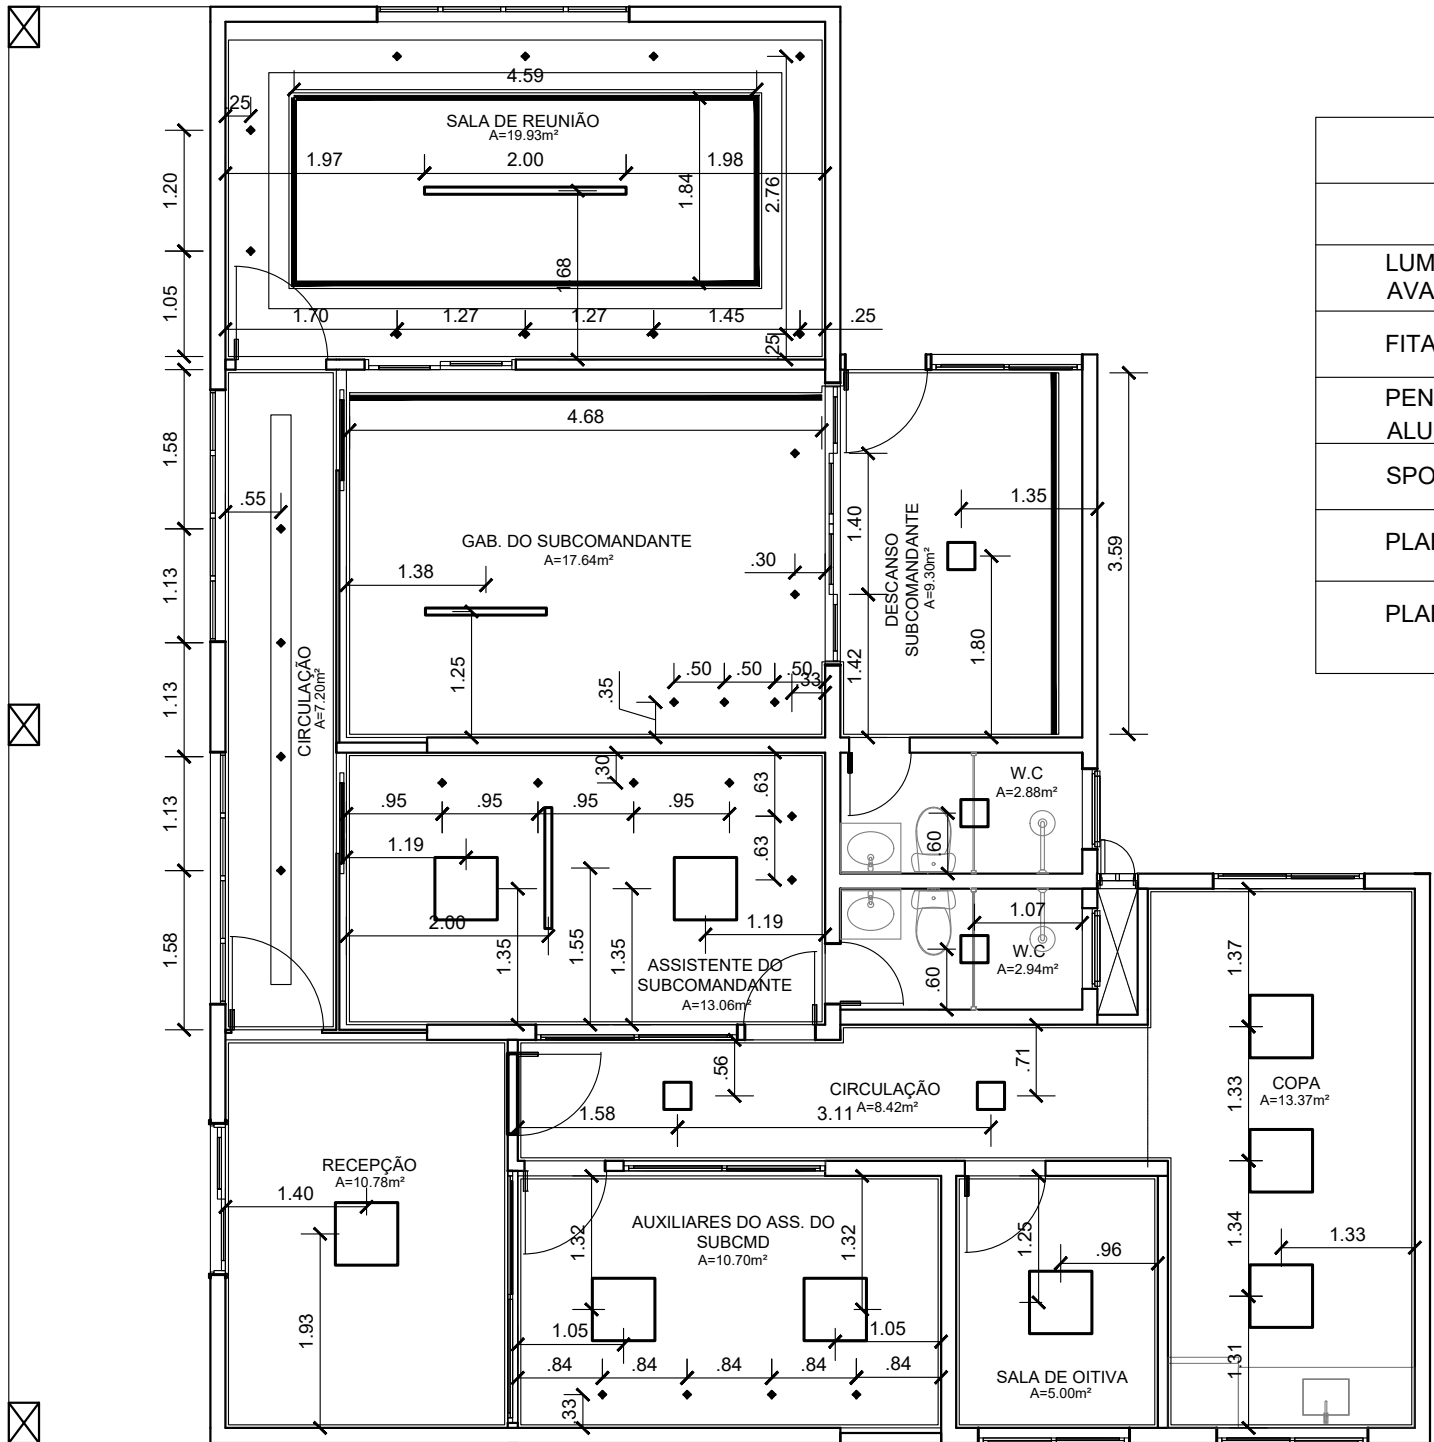 4.59
.25
SALA DE REUNIÃO
A=19.93m²
1.97
2.00
1.98
1.20
1.84
2.76
1.68
1.05
1.70
1.27
1.27
1.45
.25
.25
LUM
AVA
FITA
PEN
ALU
SPO
PLAI
PLAI
4.68
1.58
.55
1.40
1.35
3.59
GAB. DO SUBCOMANDANTE
A=17.64m²
.30
1.38
DESCANSO
SUBCOMANDANTE
A=9.30m²
1.13
1.80
1.25
1.42
CIRCULAÇÃO
A=7.20m²
.35
.50
.50
.50
.33
1.13
.30
.63
W.C
A=2.88m²
.95
.95
.95
.95
1.13
.60
1.19
.63
2.00
1.19
1.07
1.58
1.35
1.55
1.35
ASSISTENTE DO
SUBCOMANDANTE
A=13.06m²
W.C
A=2.94m²
.60
1.37
.56
.71
CIRCULAÇÃO
A=8.42m²
1.58
3.11
COPA
A=13.37m²
1.33
RECEPÇÃO
A=10.78m²
1.40
AUXILIARES DO ASS. DO
SUBCMD
A=10.70m²
1.32
1.32
1.25
.96
1.34
1.33
1.93
1.05
1.05
.84
.84
.84
.84
.84
.33
SALA DE OITIVA
A=5.00m²
1.31